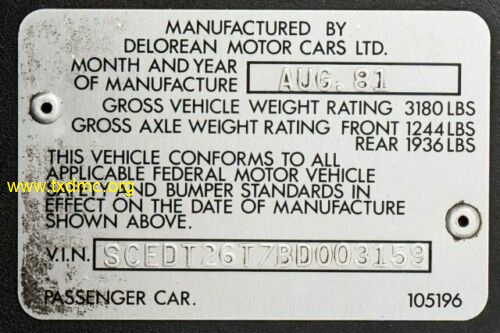 MANUFACTURED BY
DELOREAN MOTOR CARS LTD.
MONTH AND YEAR
OF MANUFACTURE AUG. 81
GROSS VEHICLE WEIGHT RATING 3180 LBS
GROSS AXLE WEIGHT RATING FRONT 1244 LBS
REAR 1936 LBS
THIS VEHICLE CONFORMS TO ALL
APPLICABLE FEDERAL MOTOR VEHICLE
www.txdmc.org
SAFETY AND BUMPER STANDARDS IN
EFFECT ON THE DATE OF MANUFACTURE
SHOWN ABOVE.
V.I.N. SCEDT26T7BD003159
PASSENGER CAR. 105196